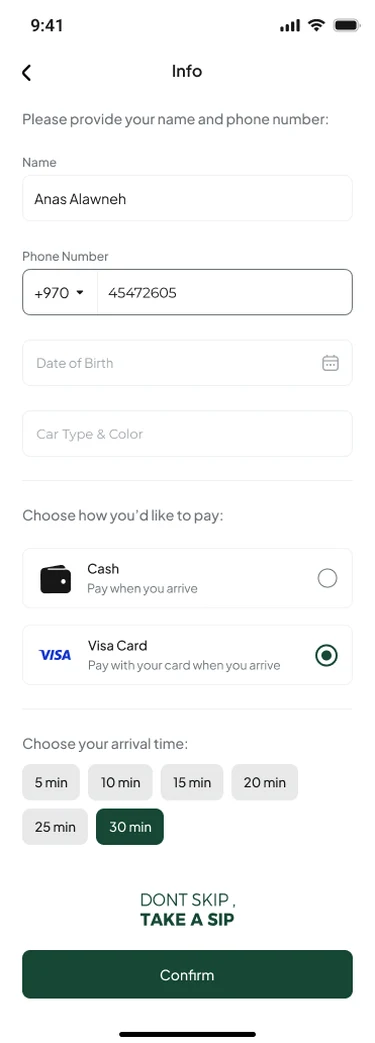 9:41
Info
Please provide your name and phone number:
Name
Anas Alawneh
Phone Number
+970 45472605
Date of Birth
Car Type & Color
Choose how you'd like to pay:
Cash
Pay when you arrive
VISA
Visa Card
Pay with your card when you arrive
Choose your arrival time:
5 min 10 min 15 min 20 min
25 min 30 min
DONT SKIP ,
TAKE A SIP
Confirm